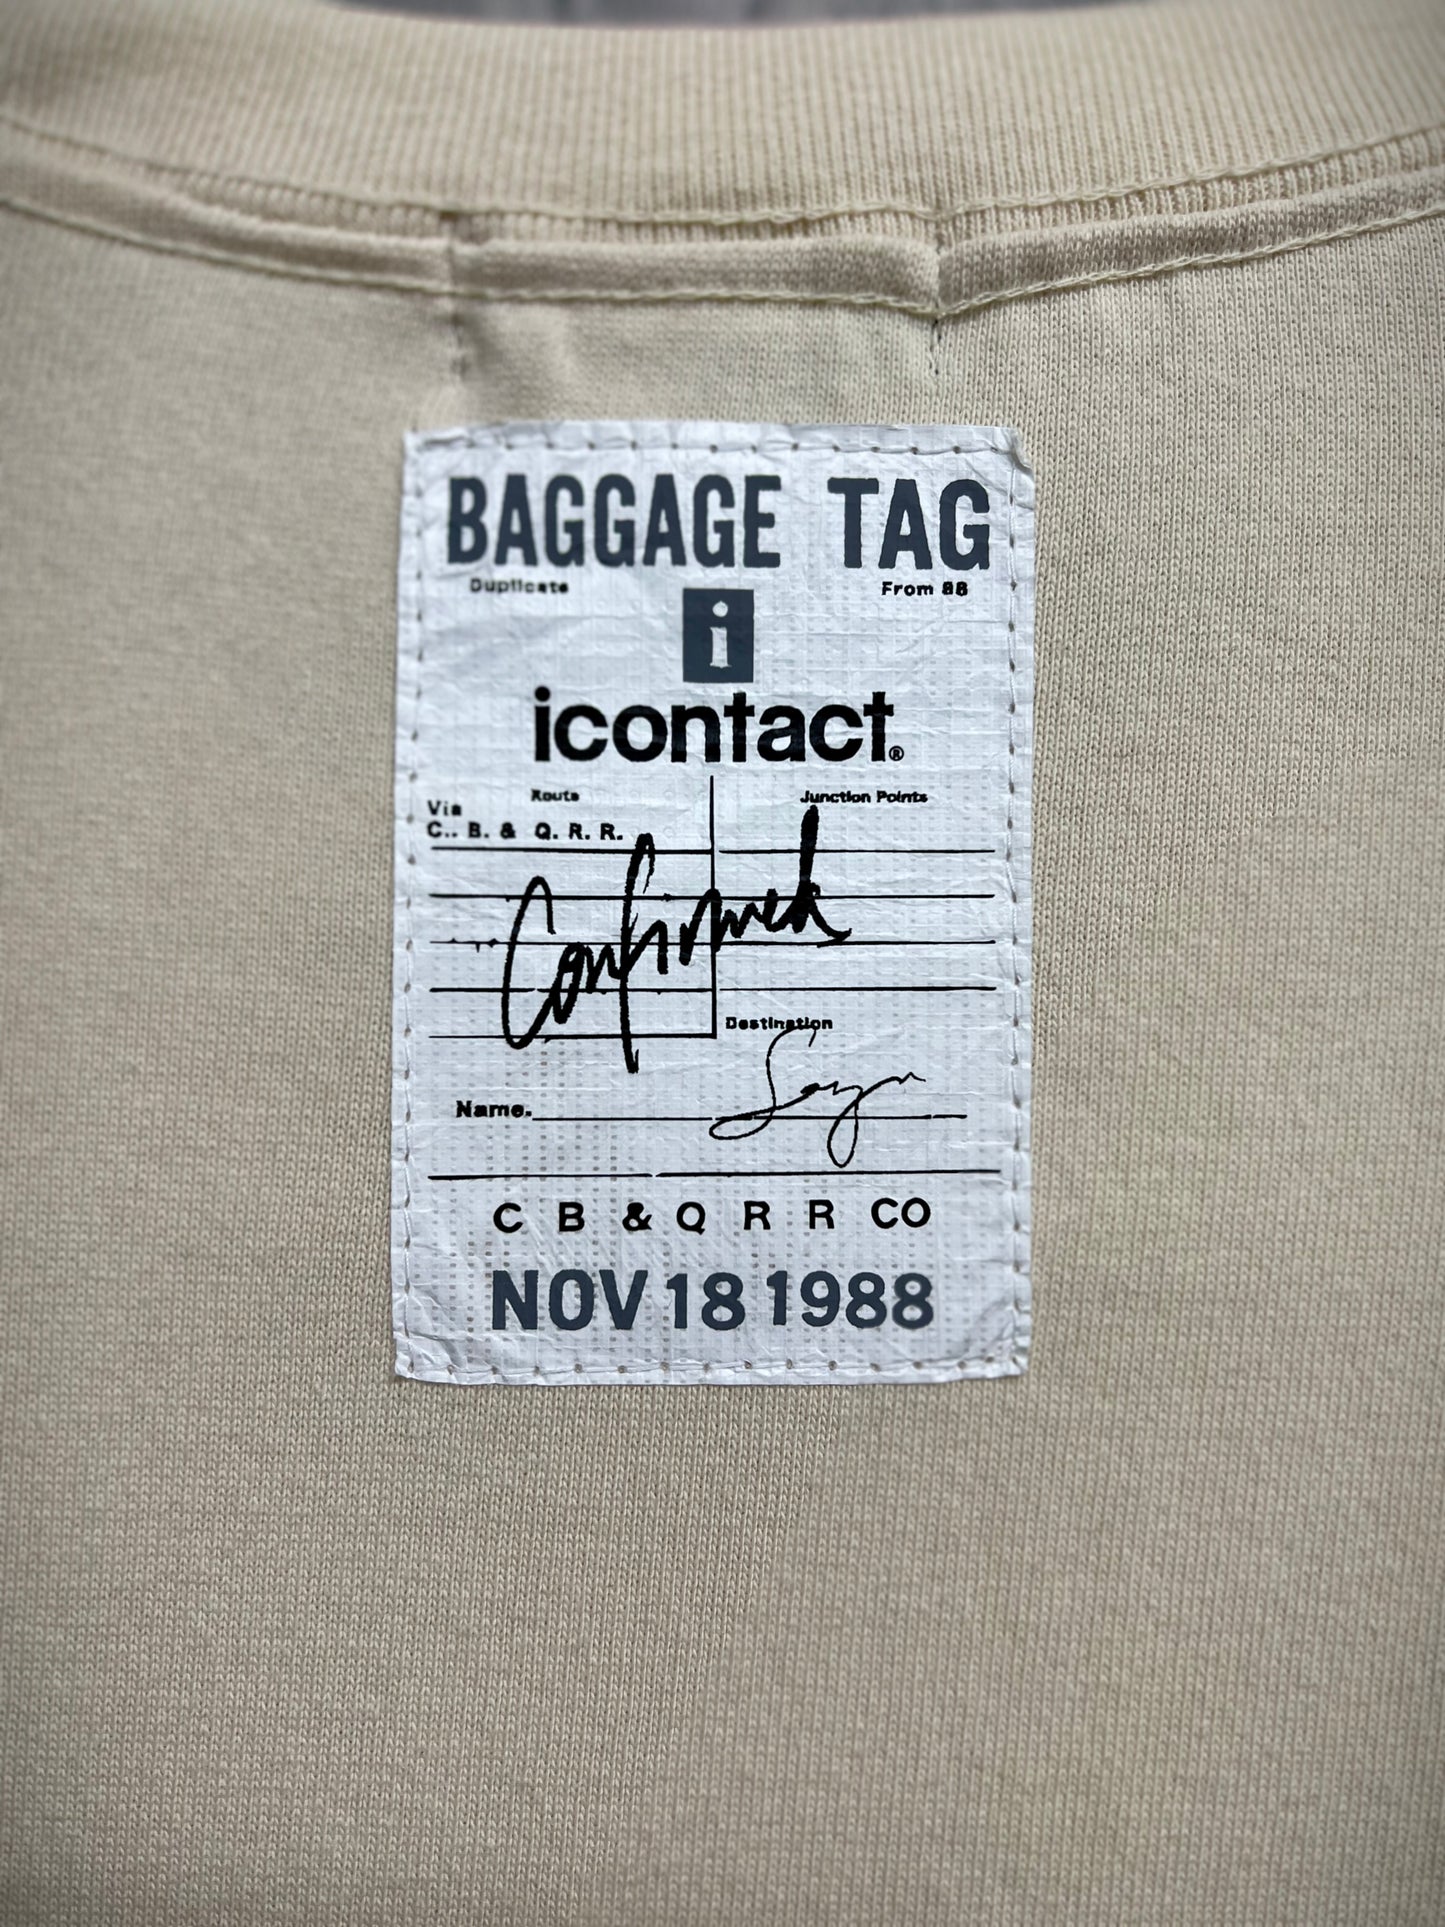 BAGGAGE TAG
Duplicate From 88
i
icontact®
Route Junction Points
Via
C.. B. & Q. R. R.
Confirmed
Destination
Name.
C B & Q R R CO
NOV 18 1988